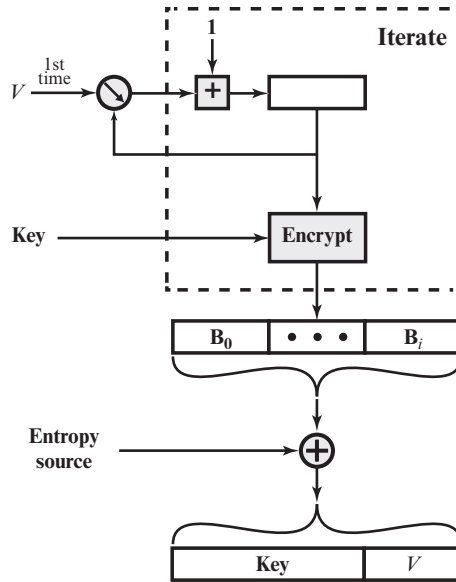 1
Iterate
1st
time
V
+
Key
Encrypt
B0 • • • Bi
Entropy
source
+
Key V